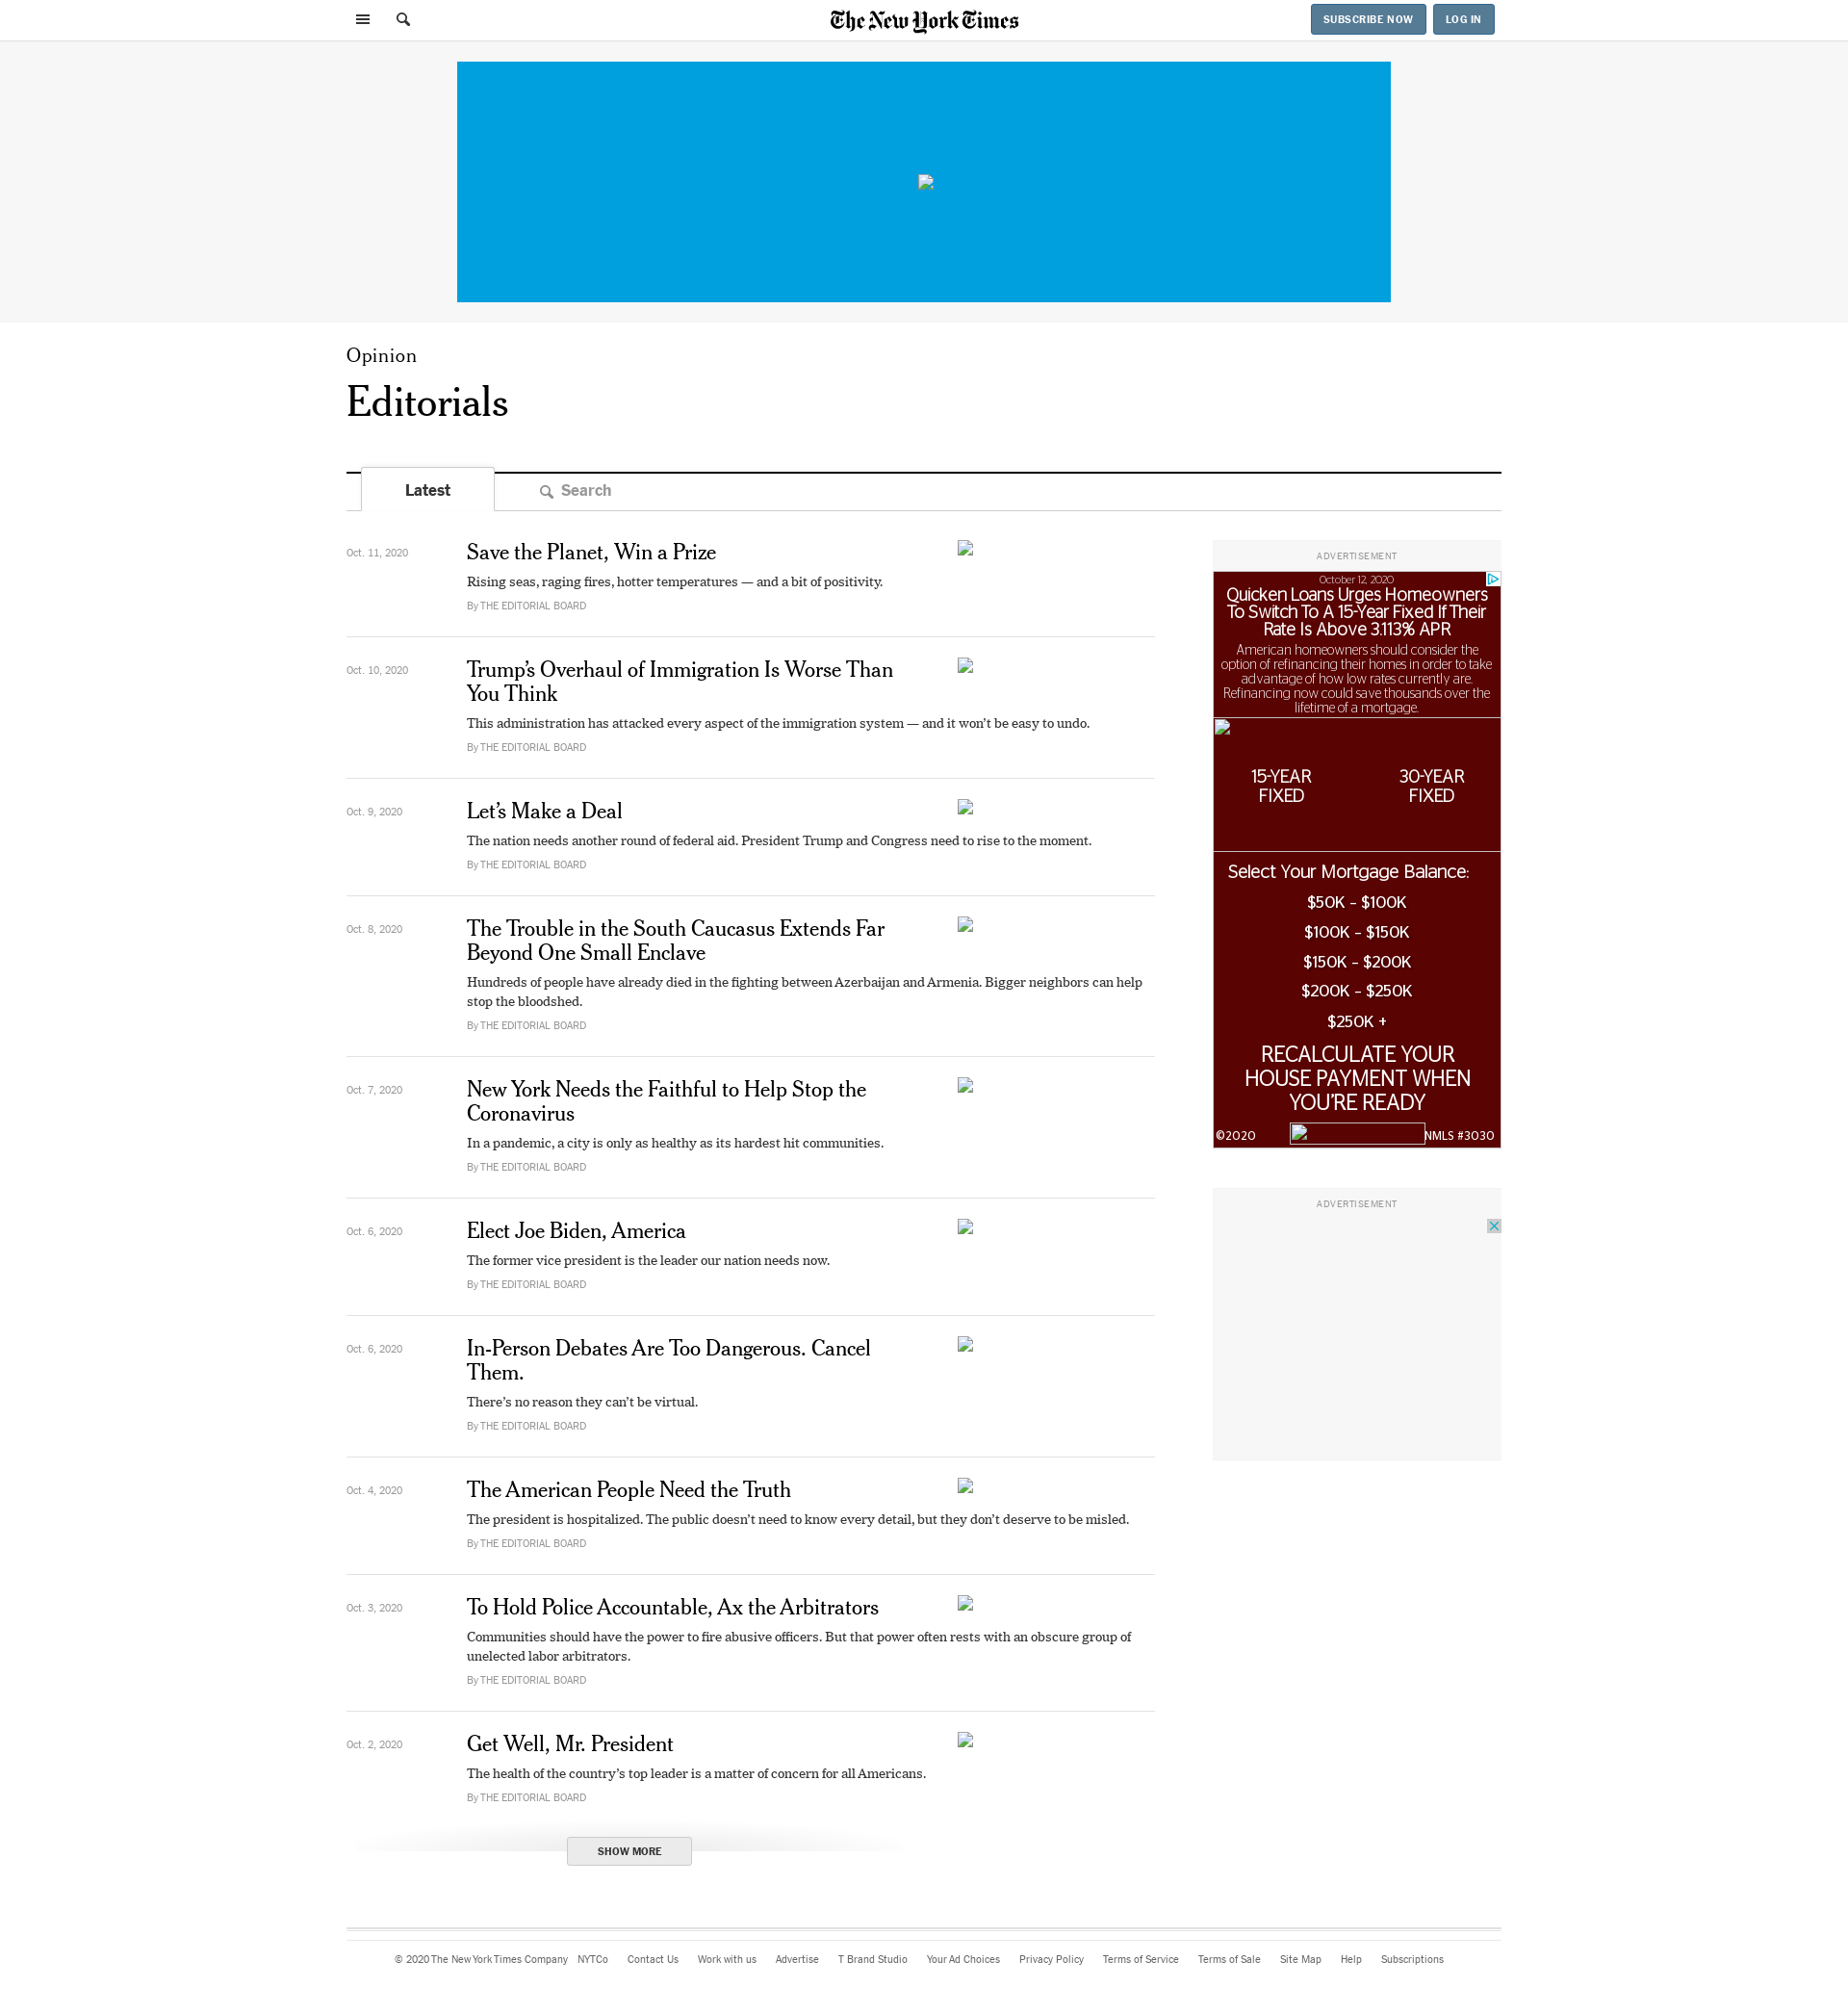 The New York Times
SUBSCRIBE NOW
LOG IN
Opinion
Editorials
Latest
Search
Oct. 11, 2020
Save the Planet, Win a Prize
Rising seas, raging fires, hotter temperatures — and a bit of positivity.
By THE EDITORIAL BOARD
Oct. 10, 2020
Trump’s Overhaul of Immigration Is Worse Than
You Think
This administration has attacked every aspect of the immigration system — and it won’t be easy to undo.
By THE EDITORIAL BOARD
Oct. 9, 2020
Let’s Make a Deal
The nation needs another round of federal aid. President Trump and Congress need to rise to the moment.
By THE EDITORIAL BOARD
Oct. 8, 2020
The Trouble in the South Caucasus Extends Far
Beyond One Small Enclave
Hundreds of people have already died in the fighting between Azerbaijan and Armenia. Bigger neighbors can help
stop the bloodshed.
By THE EDITORIAL BOARD
Oct. 7, 2020
New York Needs the Faithful to Help Stop the
Coronavirus
In a pandemic, a city is only as healthy as its hardest hit communities.
By THE EDITORIAL BOARD
Oct. 6, 2020
Elect Joe Biden, America
The former vice president is the leader our nation needs now.
By THE EDITORIAL BOARD
Oct. 6, 2020
In-Person Debates Are Too Dangerous. Cancel
Them.
There’s no reason they can’t be virtual.
By THE EDITORIAL BOARD
Oct. 4, 2020
The American People Need the Truth
The president is hospitalized. The public doesn’t need to know every detail, but they don’t deserve to be misled.
By THE EDITORIAL BOARD
Oct. 3, 2020
To Hold Police Accountable, Ax the Arbitrators
Communities should have the power to fire abusive officers. But that power often rests with an obscure group of
unelected labor arbitrators.
By THE EDITORIAL BOARD
Oct. 2, 2020
Get Well, Mr. President
The health of the country’s top leader is a matter of concern for all Americans.
By THE EDITORIAL BOARD
SHOW MORE
ADVERTISEMENT
October 12, 2020
Quicken Loans Urges Homeowners
To Switch To A 15-Year Fixed If Their
Rate Is Above 3.113% APR
American homeowners should consider the
option of refinancing their homes in order to take
advantage of how low rates currently are.
Refinancing now could save thousands over the
lifetime of a mortgage.
15-YEAR
FIXED
30-YEAR
FIXED
Select Your Mortgage Balance:
$50K - $100K
$100K - $150K
$150K - $200K
$200K - $250K
$250K +
RECALCULATE YOUR
HOUSE PAYMENT WHEN
YOU’RE READY
©2020
NMLS #3030
ADVERTISEMENT
© 2020 The New York Times Company NYTCo Contact Us Work with us Advertise T Brand Studio Your Ad Choices Privacy Policy Terms of Service Terms of Sale Site Map Help Subscriptions